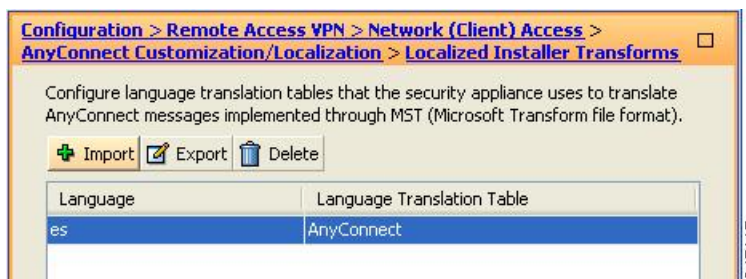 Configuration > Remote Access VPN > Network (Client) Access >
AnyConnect Customization/Localization > Localized Installer Transforms
Configure language translation tables that the security appliance uses to translate
AnyConnect messages implemented through MST (Microsoft Transform file format).
Import Export Delete
Language Language Translation Table
es AnyConnect